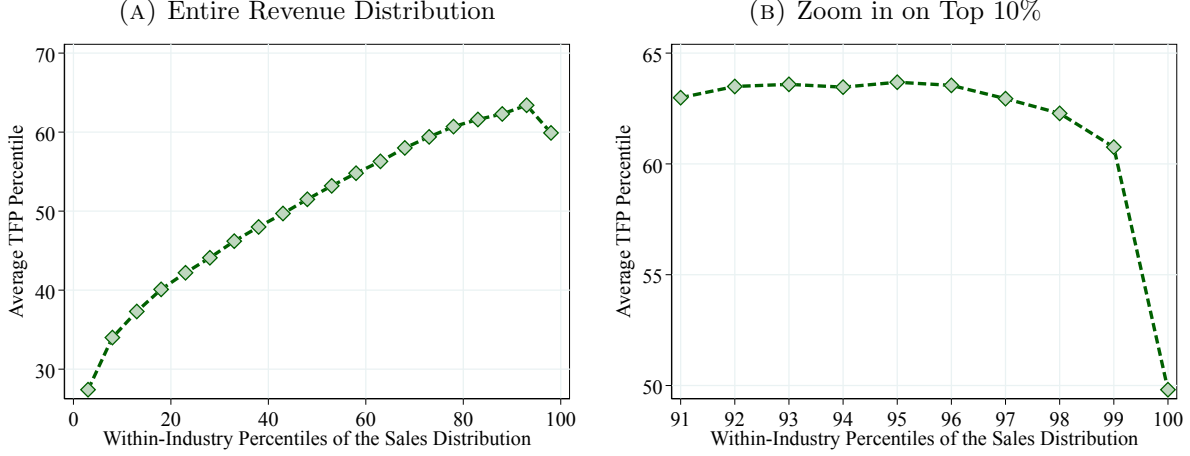 (A) Entire Revenue Distribution
70
60
50
40
30
Average TFP Percentile
0 20 40 60 80 100
Within-Industry Percentiles of the Sales Distribution
(B) Zoom in on Top 10%
65
60
55
50
Average TFP Percentile
91 92 93 94 95 96 97 98 99 100
Within-Industry Percentiles of the Sales Distribution